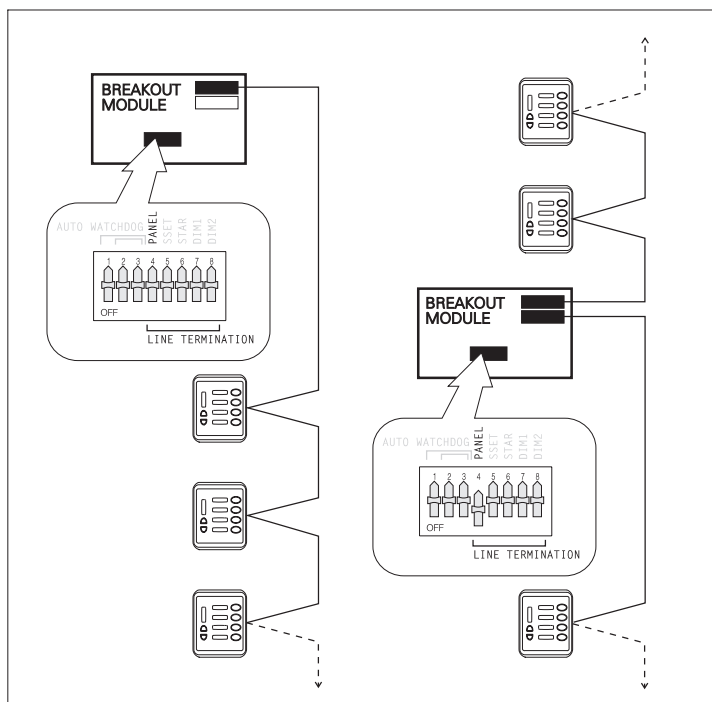 BREAKOUT
MODULE
AUTO WATCHDOG
PANEL
SSET
STAR
DIM1
DIM2
1 2 3 4 5 6 7 8
OFF
LINE TERMINATION
BREAKOUT
MODULE
AUTO WATCHDOG
PANEL
SSET
STAR
DIM1
DIM2
1 2 3 4 5 6 7 8
OFF
LINE TERMINATION